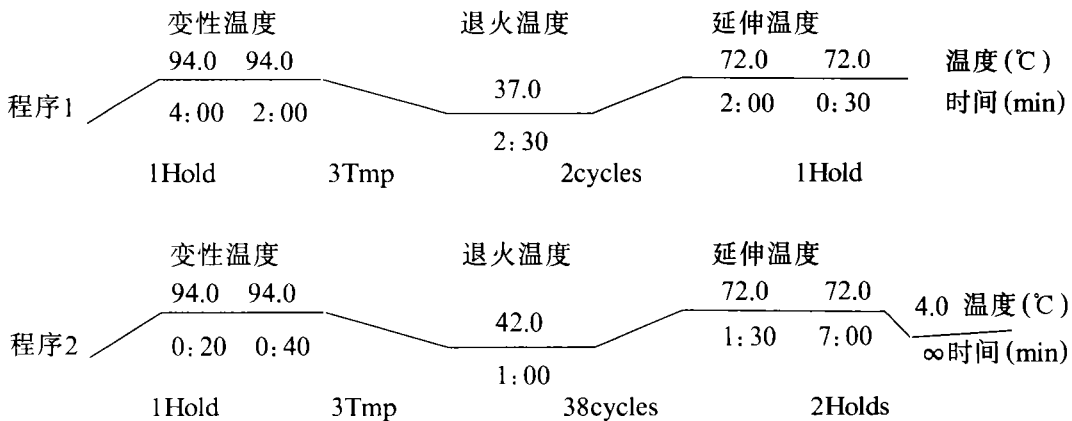 变性温度 退火温度 延伸温度
94.0 94.0 72.0 72.0 温度(℃)
37.0
程序1 4:00 2:00 2:00 0:30 时间(min)
2:30
1Hold 3Tmp 2cycles 1Hold
变性温度 退火温度 延伸温度
94.0 94.0 72.0 72.0 4.0 温度(℃)
42.0
程序2 0:20 0:40 1:30 7:00 ∞时间(min)
1:00
1Hold 3Tmp 38cycles 2Holds